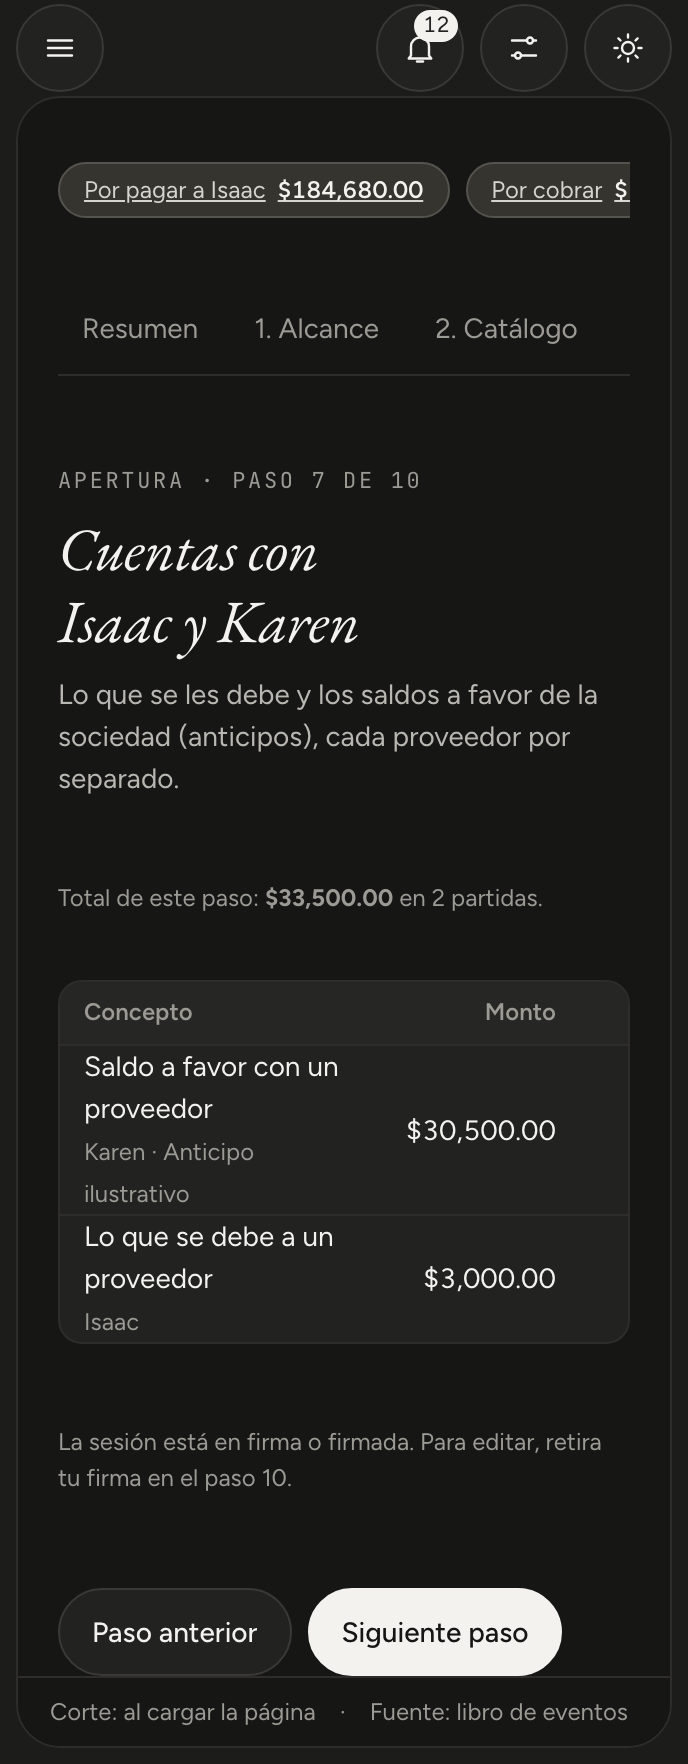 12
Por pagar a Isaac $184,680.00 Por cobrar $
Resumen 1. Alcance 2. Catálogo
APERTURA · PASO 7 DE 10
Cuentas con
Isaac y Karen
Lo que se les debe y los saldos a favor de la
sociedad (anticipos), cada proveedor por
separado.
Total de este paso: $33,500.00 en 2 partidas.
Concepto Monto
Saldo a favor con un
proveedor
$30,500.00
Karen · Anticipo
ilustrativo
Lo que se debe a un
proveedor
$3,000.00
Isaac
La sesión está en firma o firmada. Para editar, retira
tu firma en el paso 10.
Paso anterior Siguiente paso
Corte: al cargar la página · Fuente: libro de eventos